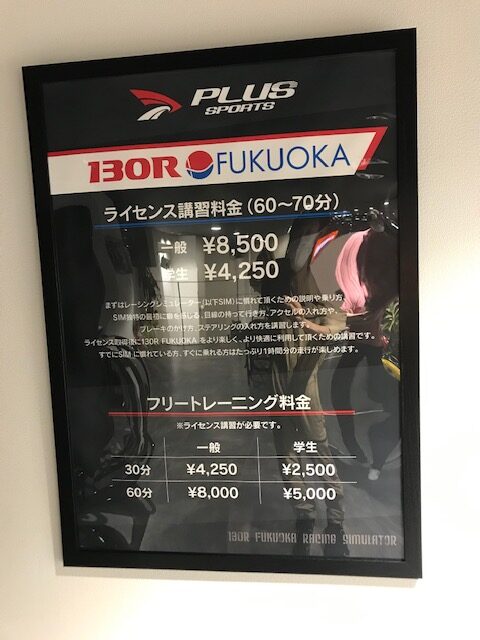 PLUS
SPORTS
130R FUKUOKA
ライセンス講習料金（60〜70分）
一般 ¥8,500
学生 ¥4,250
まずはレーシングシミュレーター（以下SIM）に慣れて頂くための説明や乗り方、
SIM独特の最初に癖を感じる、目線の持って行き方、アクセルの入れ方や、
ブレーキのかけ方、ステアリングの入れ方を講習します。
ライセンス取得後に130R FUKUOKAをより楽しく、より快適に利用して頂くための講習です。
すでにSIMに慣れている方、すぐに乗れる方はたっぷり1時間分の走行が楽しめます。
フリートレーニング料金
※ライセンス講習が必要です。
一般 学生
30分 ¥4,250 ¥2,500
60分 ¥8,000 ¥5,000
130R FUKUOKA RACING SIMULATOR